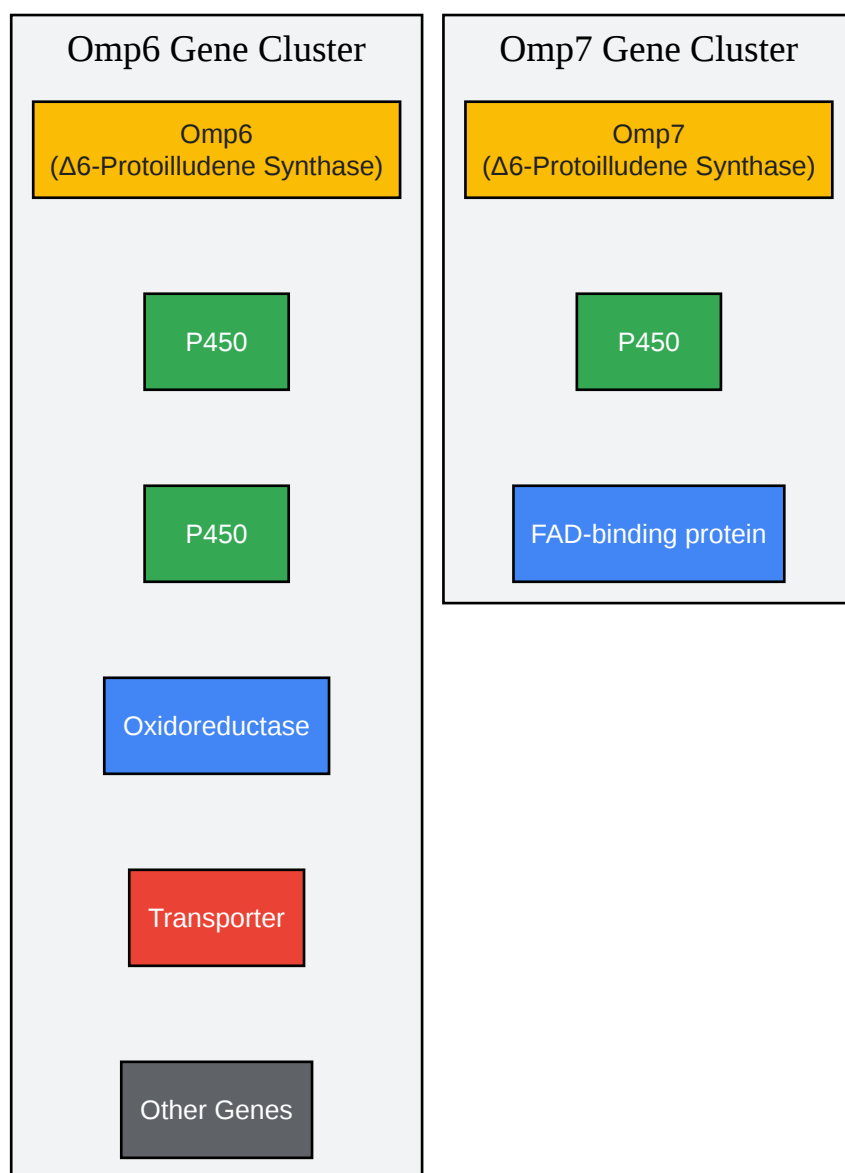 Omp6 Gene Cluster
Omp6
(Δ6-Protoilludene Synthase)
P450
P450
Oxidoreductase
Transporter
Other Genes
Omp7 Gene Cluster
Omp7
(Δ6-Protoilludene Synthase)
P450
FAD-binding protein